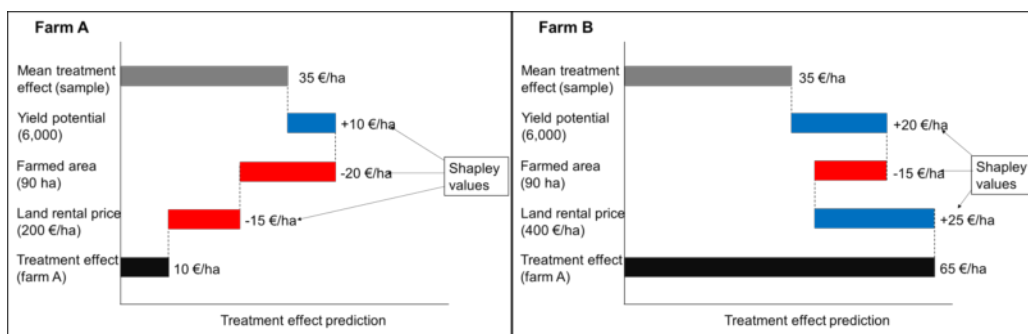 Farm A
Mean treatment
effect (sample)
35 €/ha
Yield potential
(6,000)
+10 €/ha
Farmed area
(90 ha)
-20 €/ha
Shapley
values
Land rental price
(200 €/ha)
-15 €/ha
Treatment effect
(farm A)
10 €/ha
Treatment effect prediction
Farm B
Mean treatment
effect (sample)
35 €/ha
Yield potential
(6,000)
+20 €/ha
Farmed area
(90 ha)
-15 €/ha
Shapley
values
Land rental price
(400 €/ha)
+25 €/ha
Treatment effect
(farm A)
65 €/ha
Treatment effect prediction